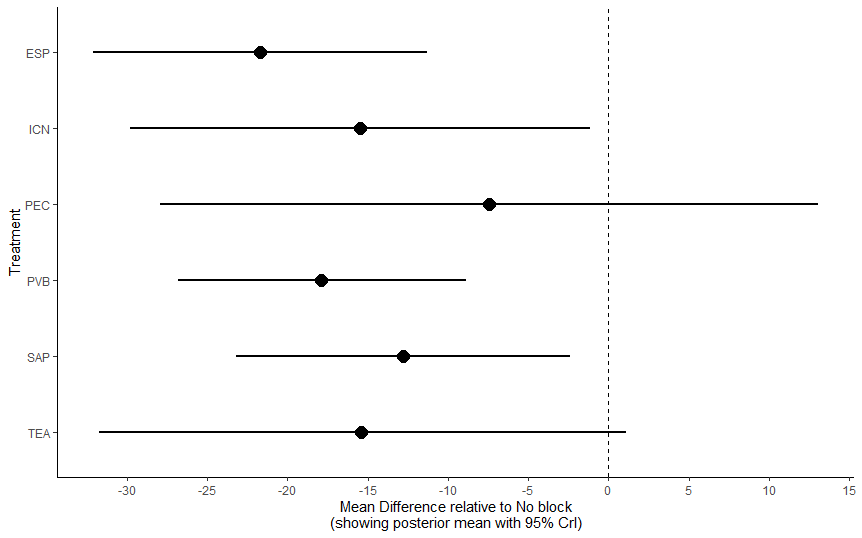 Treatment
ESP
ICN
PEC
PVB
SAP
TEA
-30 -25 -20 -15 -10 -5 0 5 10 15
Mean Difference relative to No block
(showing posterior mean with 95% CrI)